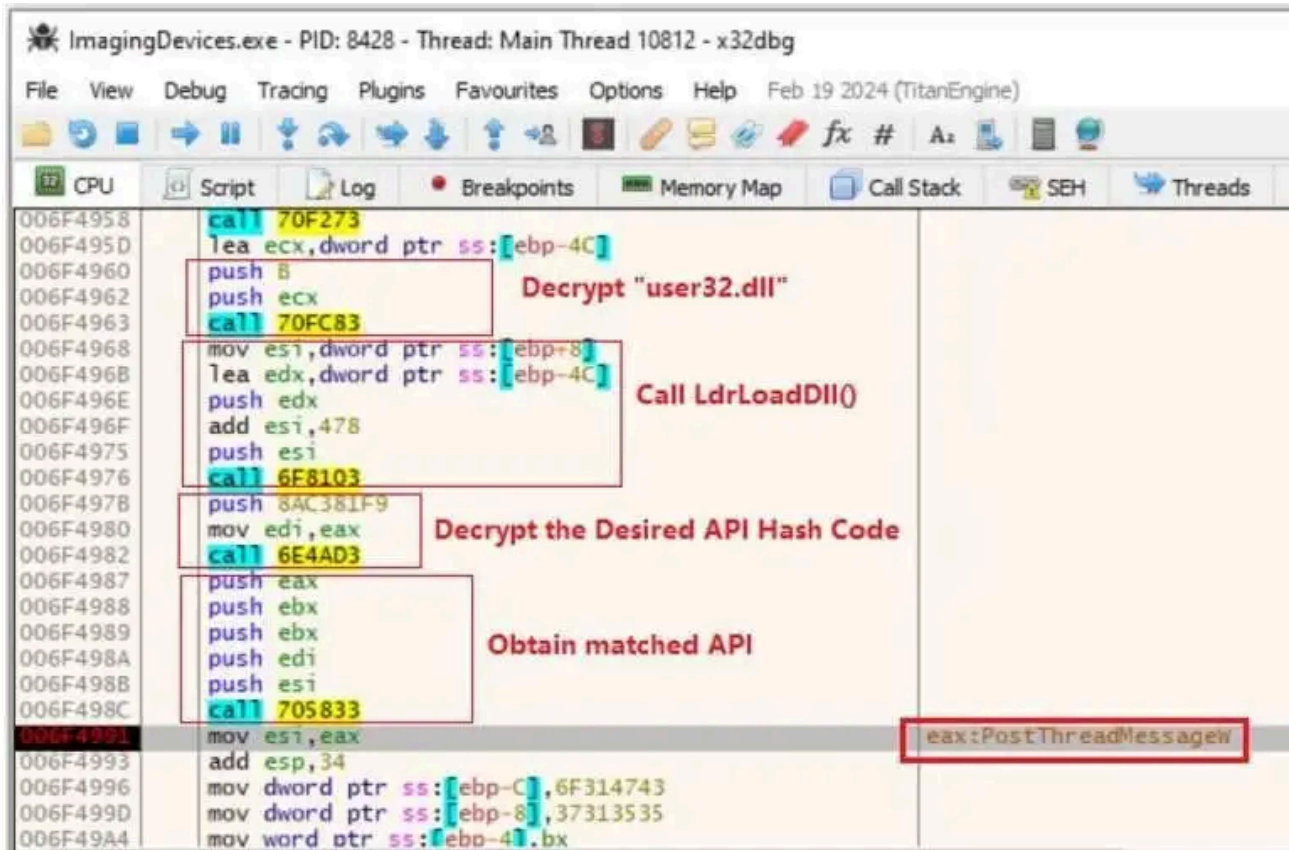 ImagingDevices.exe - PID: 8428 - Thread: Main Thread 10812 - x32dbg
File View Debug Tracing Plugins Favourites Options Help Feb 19 2024 (TitanEngine)
fx # Az
32 CPU Script Log Breakpoints Memory Map Call Stack SEH Threads
006F4958 call 70F273
006F495D lea ecx,dword ptr ss:[ebp-4C]
006F4960 push B
Decrypt "user32.dll"
006F4962 push ecx
006F4963 call 70FC83
006F4968 mov esi,dword ptr ss:[ebp+8]
006F496B lea edx,dword ptr ss:[ebp-4C]
Call LdrLoadDll()
006F496E push edx
006F496F add esi,478
006F4975 push esi
006F4976 call 6F8103
006F497B push 8AC381F9
006F4980 mov edi,eax Decrypt the Desired API Hash Code
006F4982 call 6E4AD3
006F4987 push eax
006F4988 push ebx
006F4989 push ebx Obtain matched API
006F498A push edi
006F498B push esi
006F498C call 705833
006F4991 mov esi,eax eax:PostThreadMessageW
006F4993 add esp,34
006F4996 mov dword ptr ss:[ebp-C],6F314743
006F499D mov dword ptr ss:[ebp-8],37313535
006F49A4 mov word ptr ss:[ebp-4],bx